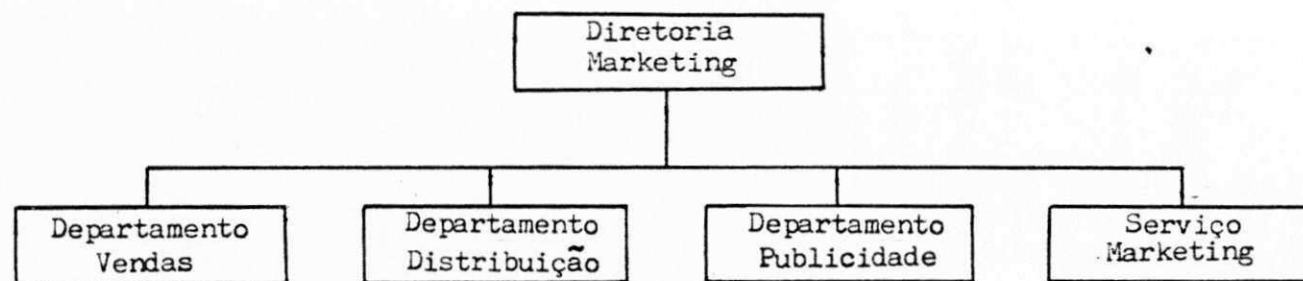 Diretoria
Marketing
Departamento
Vendas
Departamento
Distribuição
Departamento
Publicidade
Serviço
Marketing